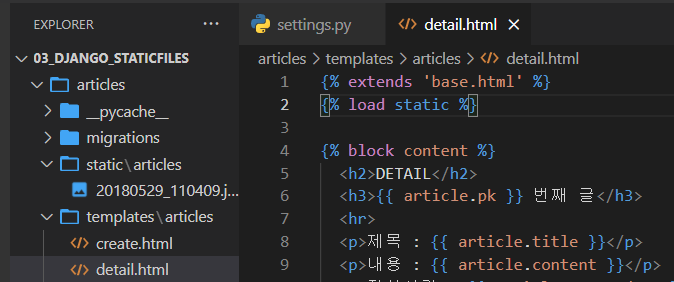 EXPLORER ...
03_DJANGO_STATICFILES
articles
__pycache__
migrations
static\articles
20180529_110409.j...
templates\articles
create.html
detail.html
settings.py
detail.html ×
articles > templates > articles > detail.html
1 {% extends 'base.html' %}
2 {% load static %}
3
4 {% block content %}
5 <h2>DETAIL</h2>
6 <h3>{{ article.pk }} 번째 글</h3>
7 <hr>
8 <p>제목 : {{ article.title }}</p>
9 <p>내용 : {{ article.content }}</p>